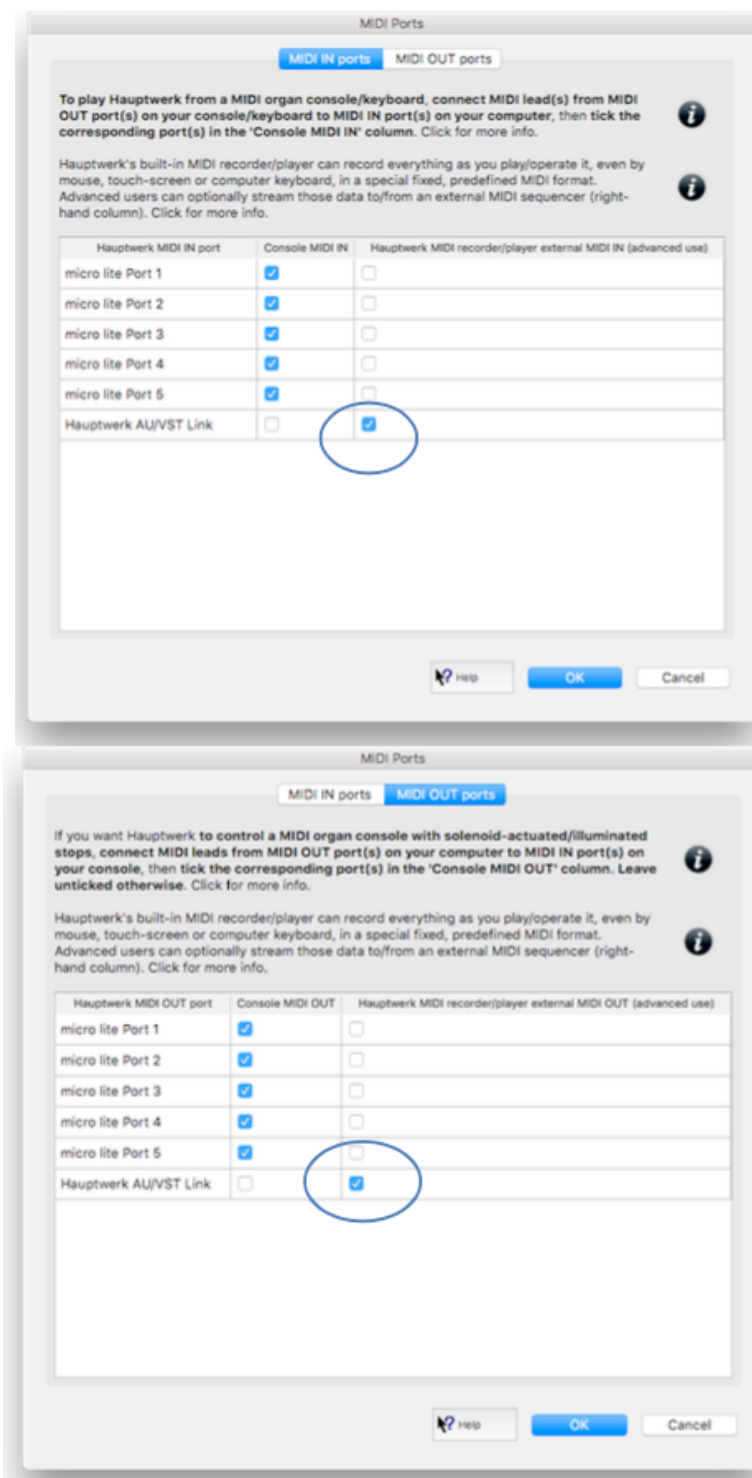 MIDI Ports
MIDI IN ports MIDI OUT ports
To play Hauptwerk from a MIDI organ console/keyboard, connect MIDI lead(s) from MIDI
OUT port(s) on your console/keyboard to MIDI IN port(s) on your computer, then tick the
corresponding port(s) in the 'Console MIDI IN' column. Click for more info.
Hauptwerk's built-in MIDI recorder/player can record everything as you play/operate it, even by
mouse, touch-screen or computer keyboard, in a special fixed, predefined MIDI format.
Advanced users can optionally stream those data to/from an external MIDI sequencer (right-
hand column). Click for more info.
Hauptwerk MIDI IN port Console MIDI IN Hauptwerk MIDI recorder/player external MIDI IN (advanced use)
micro lite Port 1
micro lite Port 2
micro lite Port 3
micro lite Port 4
micro lite Port 5
Hauptwerk AU/VST Link
Help OK Cancel
MIDI Ports
MIDI IN ports MIDI OUT ports
If you want Hauptwerk to control a MIDI organ console with solenoid-actuated/illuminated
stops, connect MIDI leads from MIDI OUT port(s) on your computer to MIDI IN port(s) on
your console, then tick the corresponding port(s) in the 'Console MIDI OUT' column. Leave
unticked otherwise. Click for more info.
Hauptwerk's built-in MIDI recorder/player can record everything as you play/operate it, even by
mouse, touch-screen or computer keyboard, in a special fixed, predefined MIDI format.
Advanced users can optionally stream those data to/from an external MIDI sequencer (right-
hand column). Click for more info.
Hauptwerk MIDI OUT port Console MIDI OUT Hauptwerk MIDI recorder/player external MIDI OUT (advanced use)
micro lite Port 1
micro lite Port 2
micro lite Port 3
micro lite Port 4
micro lite Port 5
Hauptwerk AU/VST Link
Help OK Cancel